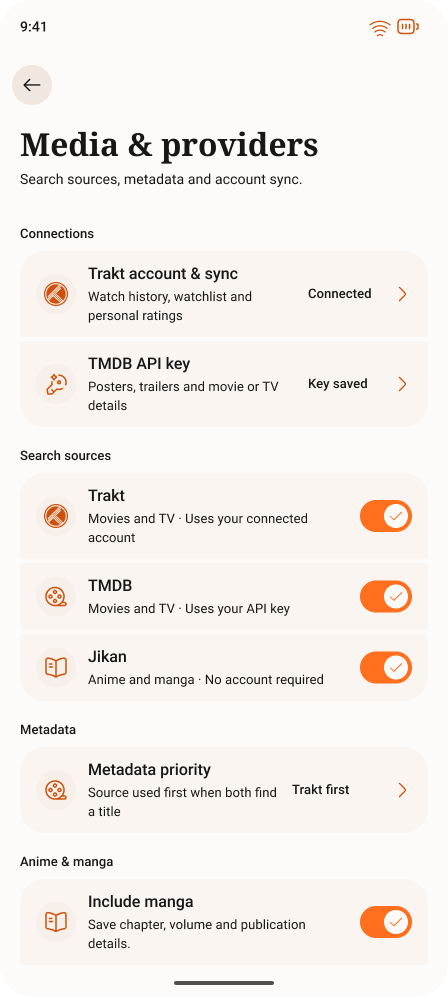 9:41
Media & providers
Search sources, metadata and account sync.
Connections
Trakt account & sync
Watch history, watchlist and
personal ratings
Connected
TMDB API key
Posters, trailers and movie or TV
details
Key saved
Search sources
Trakt
Movies and TV · Uses your connected
account
TMDB
Movies and TV · Uses your API key
Jikan
Anime and manga · No account required
Metadata
Metadata priority
Source used first when both find
a title
Trakt first
Anime & manga
Include manga
Save chapter, volume and publication
details.